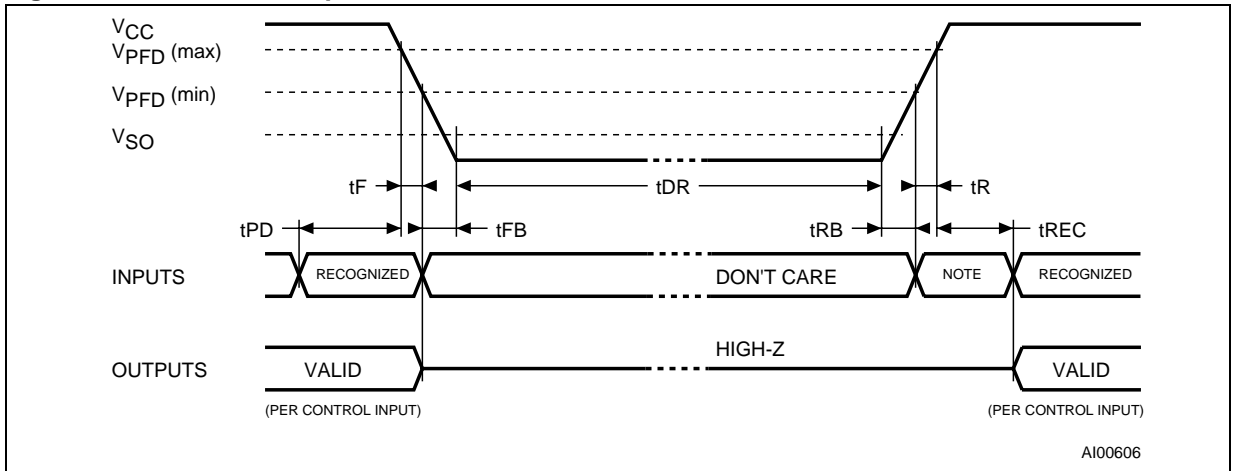 VCC
VPFD (max)
VPFD (min)
VSO
tF
tDR
tR
tPD
tFB
tRB
tREC
INPUTS
RECOGNIZED
DON'T CARE
NOTE
RECOGNIZED
OUTPUTS
VALID
HIGH-Z
VALID
(PER CONTROL INPUT)
(PER CONTROL INPUT)
AI00606